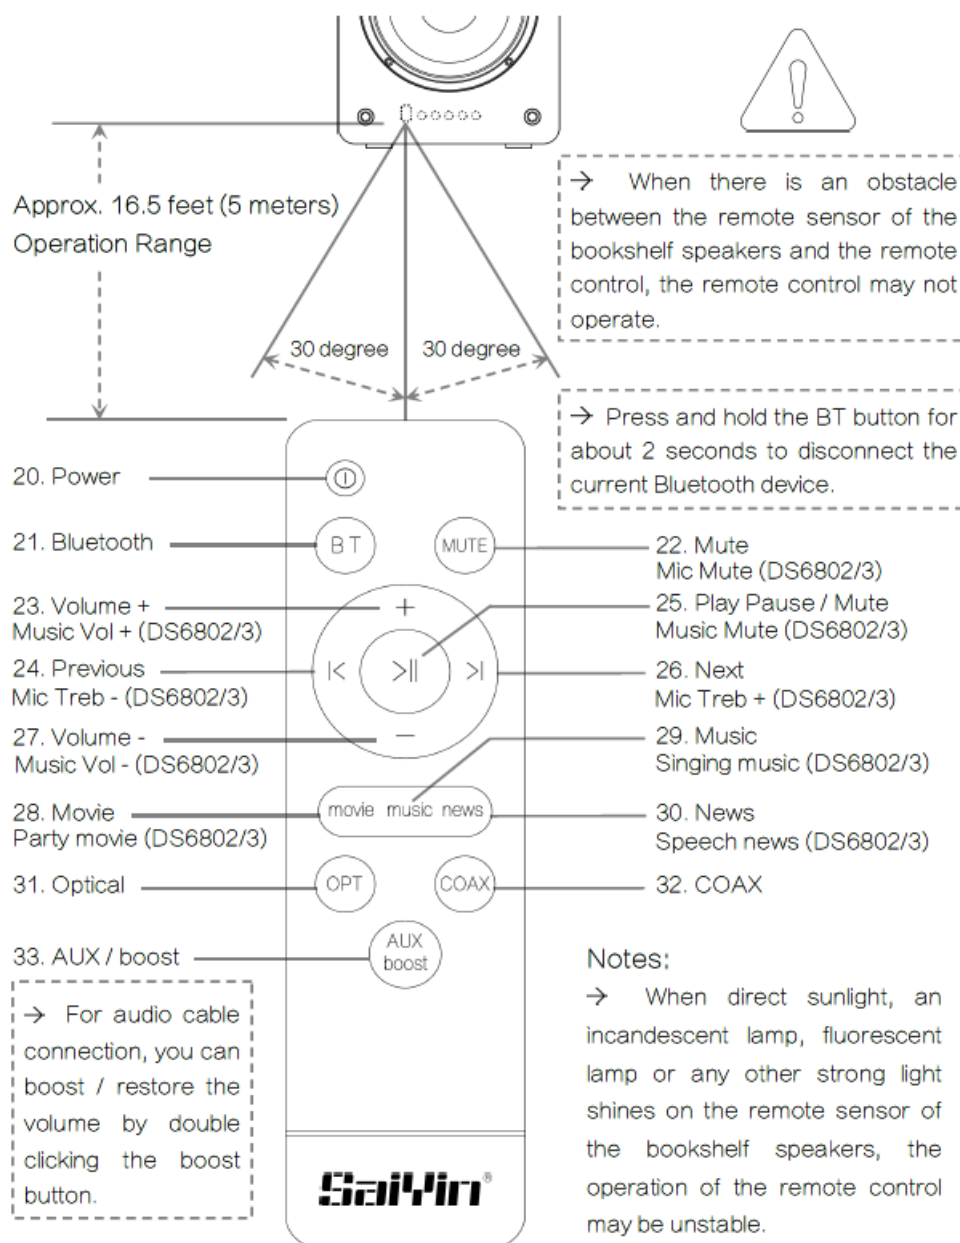 Approx. 16.5 feet (5 meters)
Operation Range
30 degree
30 degree
→ When there is an obstacle
between the remote sensor of the
bookshelf speakers and the remote
control, the remote control may not
operate.
→ Press and hold the BT button for
about 2 seconds to disconnect the
current Bluetooth device.
20. Power
21. Bluetooth
BT
MUTE
22. Mute
Mic Mute (DS6802/3)
23. Volume +
Music Vol + (DS6802/3)
25. Play Pause / Mute
Music Mute (DS6802/3)
24. Previous
Mic Treb - (DS6802/3)
26. Next
Mic Treb + (DS6802/3)
27. Volume -
Music Vol - (DS6802/3)
29. Music
Singing music (DS6802/3)
28. Movie
Party movie (DS6802/3)
movie music news
30. News
Speech news (DS6802/3)
31. Optical
OPT
COAX
32. COAX
33. AUX / boost
AUX
boost
→ For audio cable
connection, you can
boost / restore the
volume by double
clicking the boost
button.
Notes:
→ When direct sunlight, an
incandescent lamp, fluorescent
lamp or any other strong light
shines on the remote sensor of
the bookshelf speakers, the
operation of the remote control
may be unstable.
Saiyin®